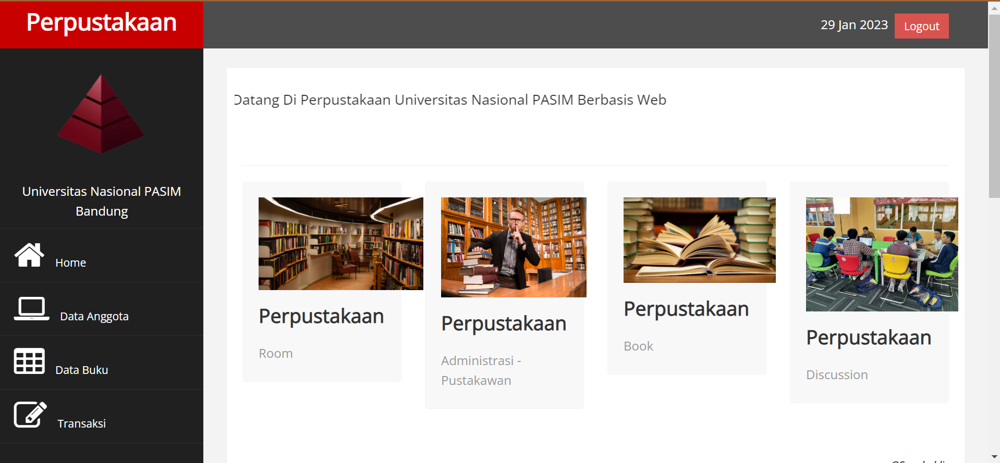 Perpustakaan
29 Jan 2023 Logout
Universitas Nasional PASIM
Bandung
Home
Data Anggota
Data Buku
Transaksi
Datang Di Perpustakaan Universitas Nasional PASIM Berbasis Web
Perpustakaan
Room
Perpustakaan
Administrasi -
Pustakawan
Perpustakaan
Book
Perpustakaan
Discussion